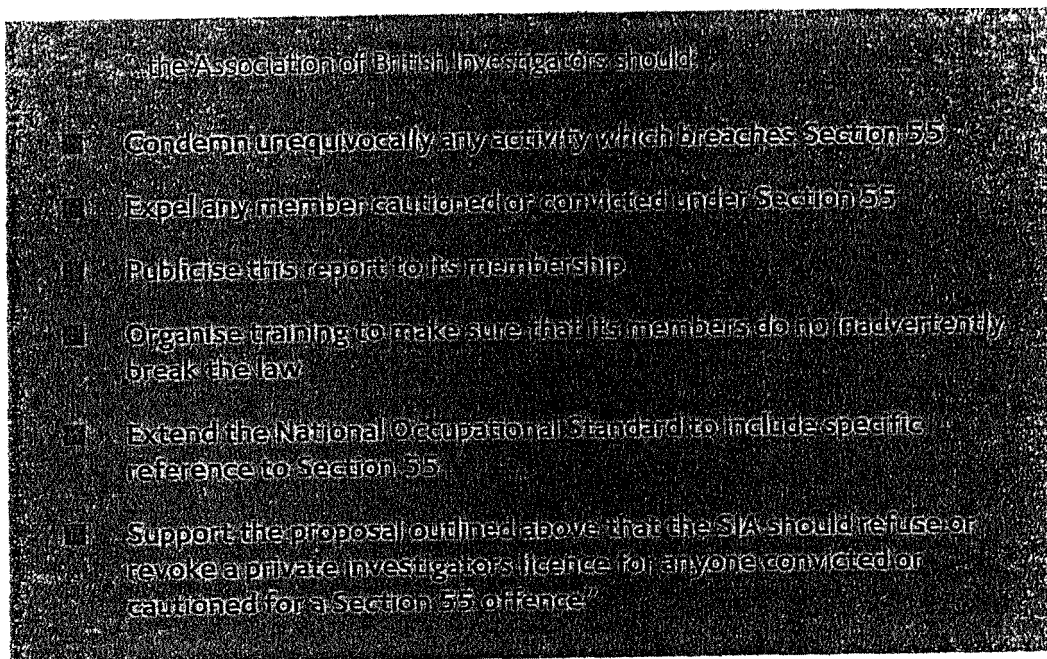 ...the Association of British Investigators should:
Condemn unequivocally any activity which breaches Section 55
Expel any member cautioned or convicted under Section 55
Publicise this report to its membership
Organise training to make sure that its members do no inadvertently
break the law
Extend the National Occupational Standard to include specific
reference to Section 55
Support the proposal outlined above that the SIA should refuse or
revoke a private investigators licence for anyone convicted or
cautioned for a Section 55 offence”